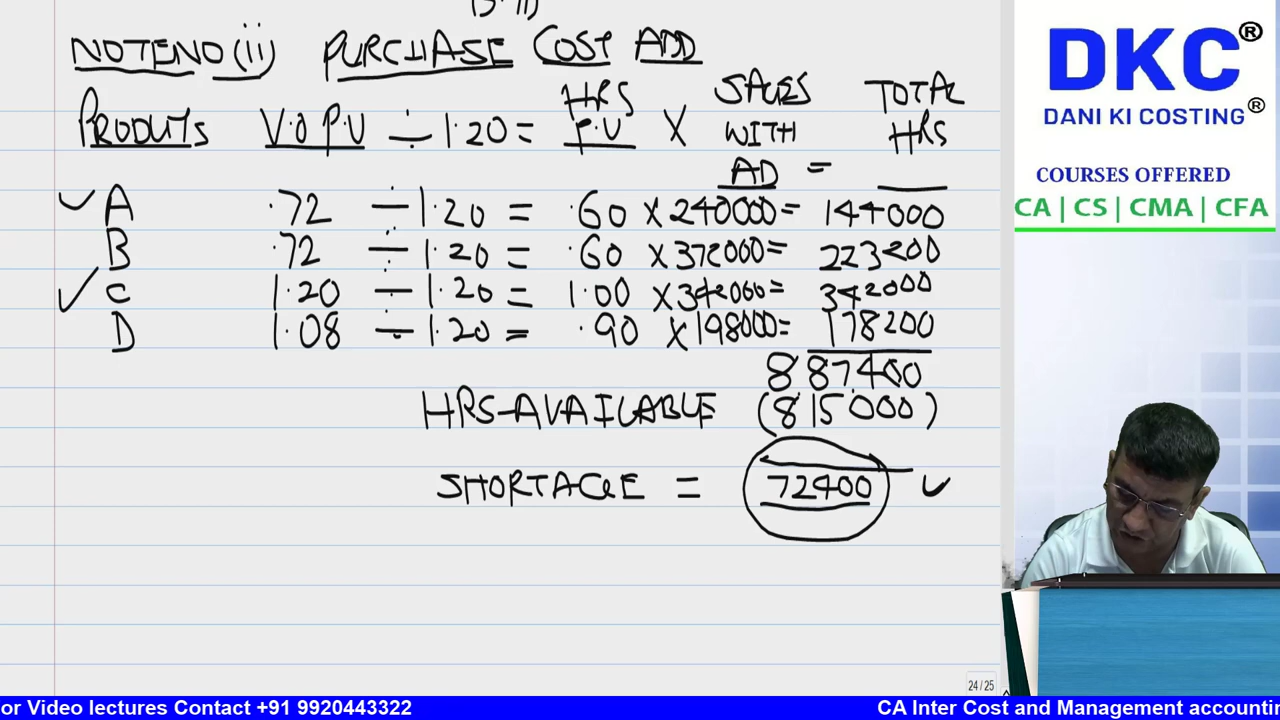 NOTE NO (ii) PURCHASE COST ADD
PRODUTS V.O P.U ÷ 1.20 = HRS P.U X SALES WITH AD = TOTAL HRS
✓ A .72 ÷ 1.20 = .60 X 240000 = 144000
B .72 ÷ 1.20 = .60 X 372000 = 223200
✓ C 1.20 ÷ 1.20 = 1.00 X 342000 = 342000
D 1.08 ÷ 1.20 = .90 X 198000 = 178200
887400
HRS-AVAILABLE (815000)
SHORTAGE = 72400 ✓
24/25
DKC®
DANI KI COSTING®
COURSES OFFERED
CA | CS | CMA | CFA
or Video lectures Contact +91 9920443322
CA Inter Cost and Management accountin